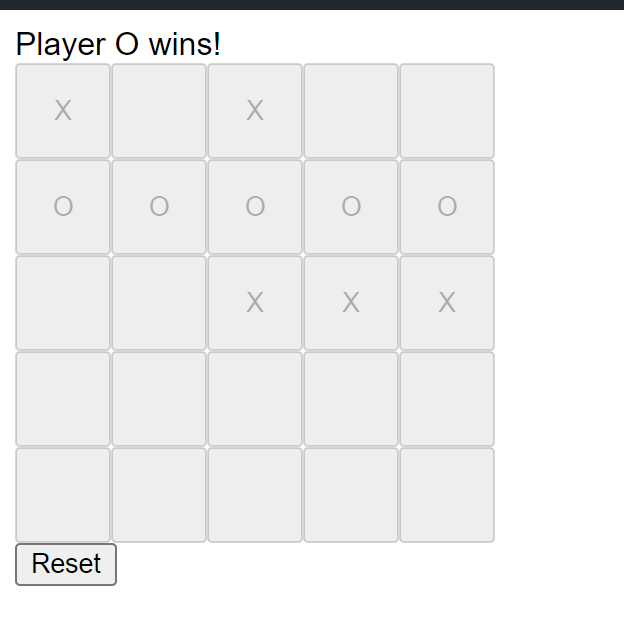 Player O wins!
X X
O O O O O
X X X
Reset